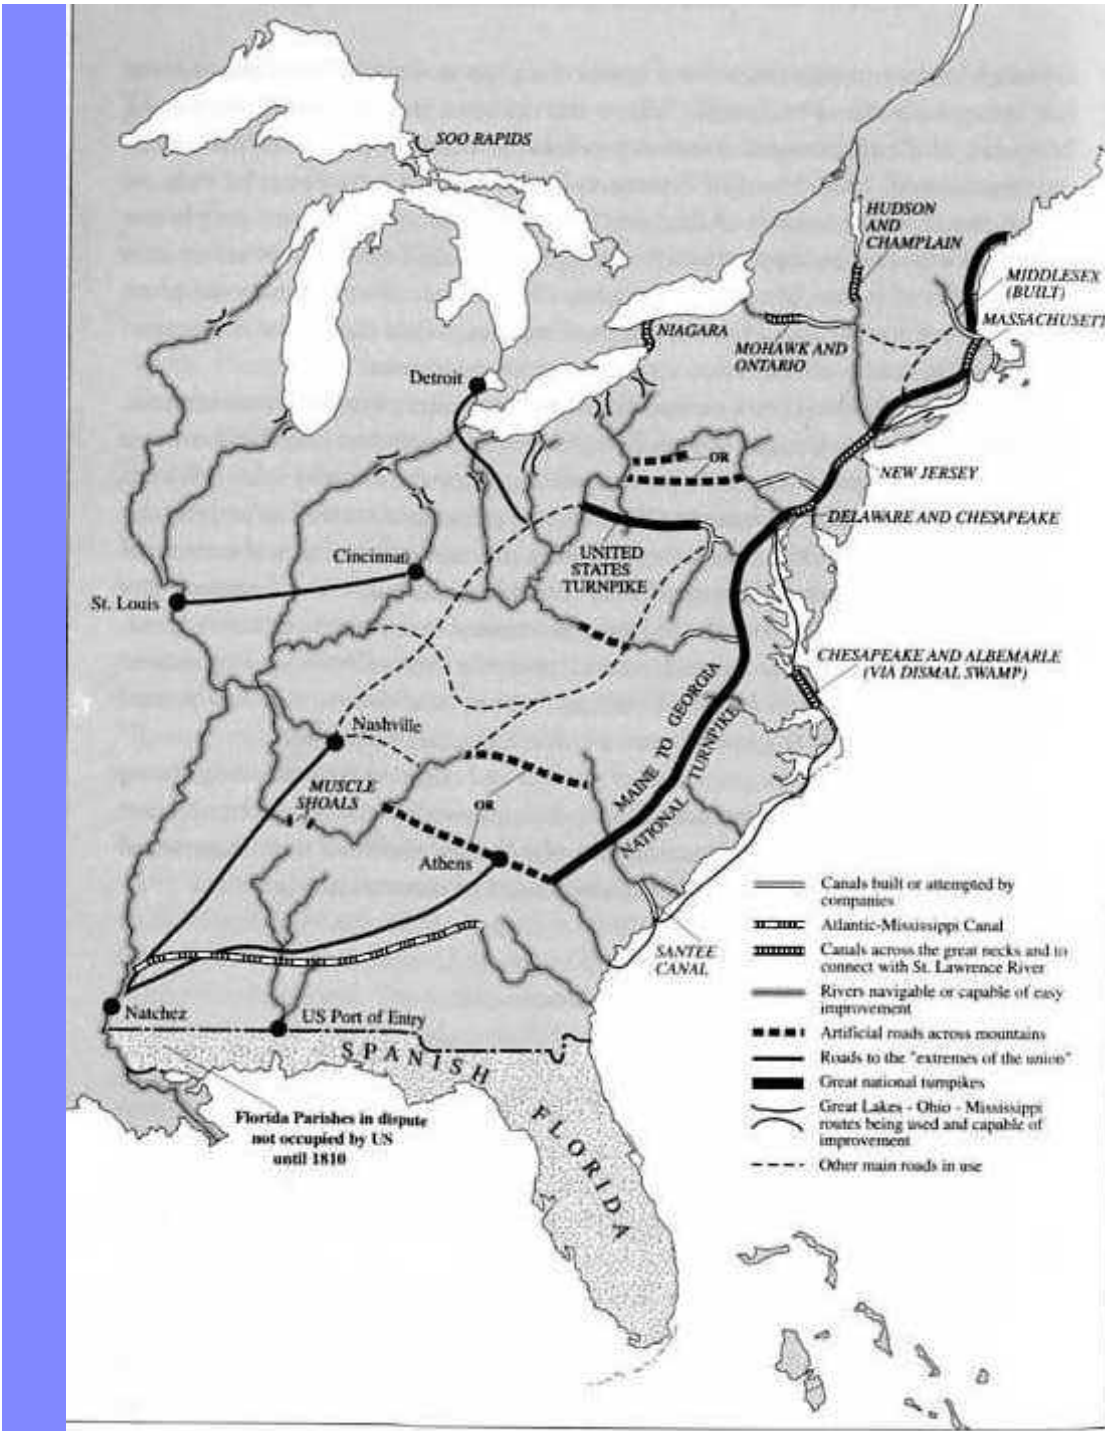 SOO RAPIDS
HUDSON
AND
CHAMPLAIN
MIDDLESEX
(BUILT)
MASSACHUSETT
NIAGARA
MOHAWK AND
ONTARIO
Detroit
OR
NEW JERSEY
DELAWARE AND CHESAPEAKE
UNITED
STATES
TURNPIKE
Cincinnati
St. Louis
CHESAPEAKE AND ALBEMARLE
(VIA DISMAL SWAMP)
MAINE TO GEORGIA
NATIONAL TURNPIKE
Nashville
MUSCLE
SHOALS
OR
Athens
SANTEE
CANAL
Natchez
US Port of Entry
SPANISH
FLORIDA
Florida Parishes in dispute
not occupied by US
until 1810
Canals built or attempted by
companies
Atlantic-Mississippi Canal
Canals across the great necks and to
connect with St. Lawrence River
Rivers navigable or capable of easy
improvement
Artificial roads across mountains
Roads to the "extremes of the union"
Great national turnpikes
Great Lakes - Ohio - Mississippi
routes being used and capable of
improvement
Other main roads in use